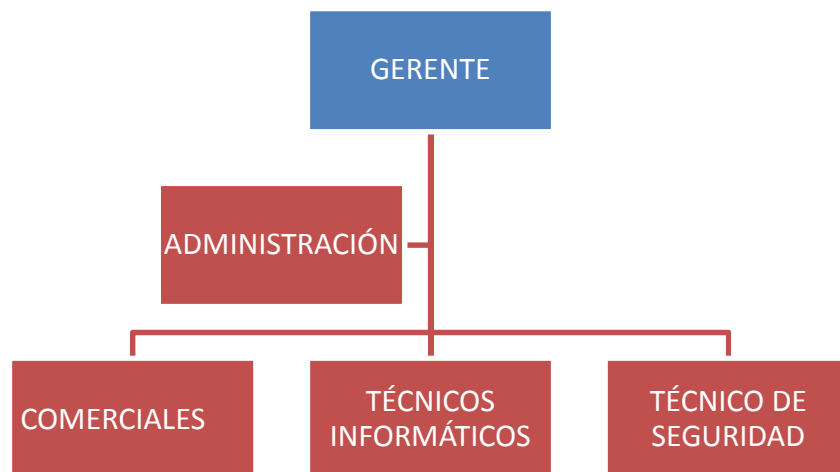 GERENTE
ADMINISTRACIÓN
COMERCIALES
TÉCNICOS
INFORMÁTICOS
TÉCNICO DE
SEGURIDAD